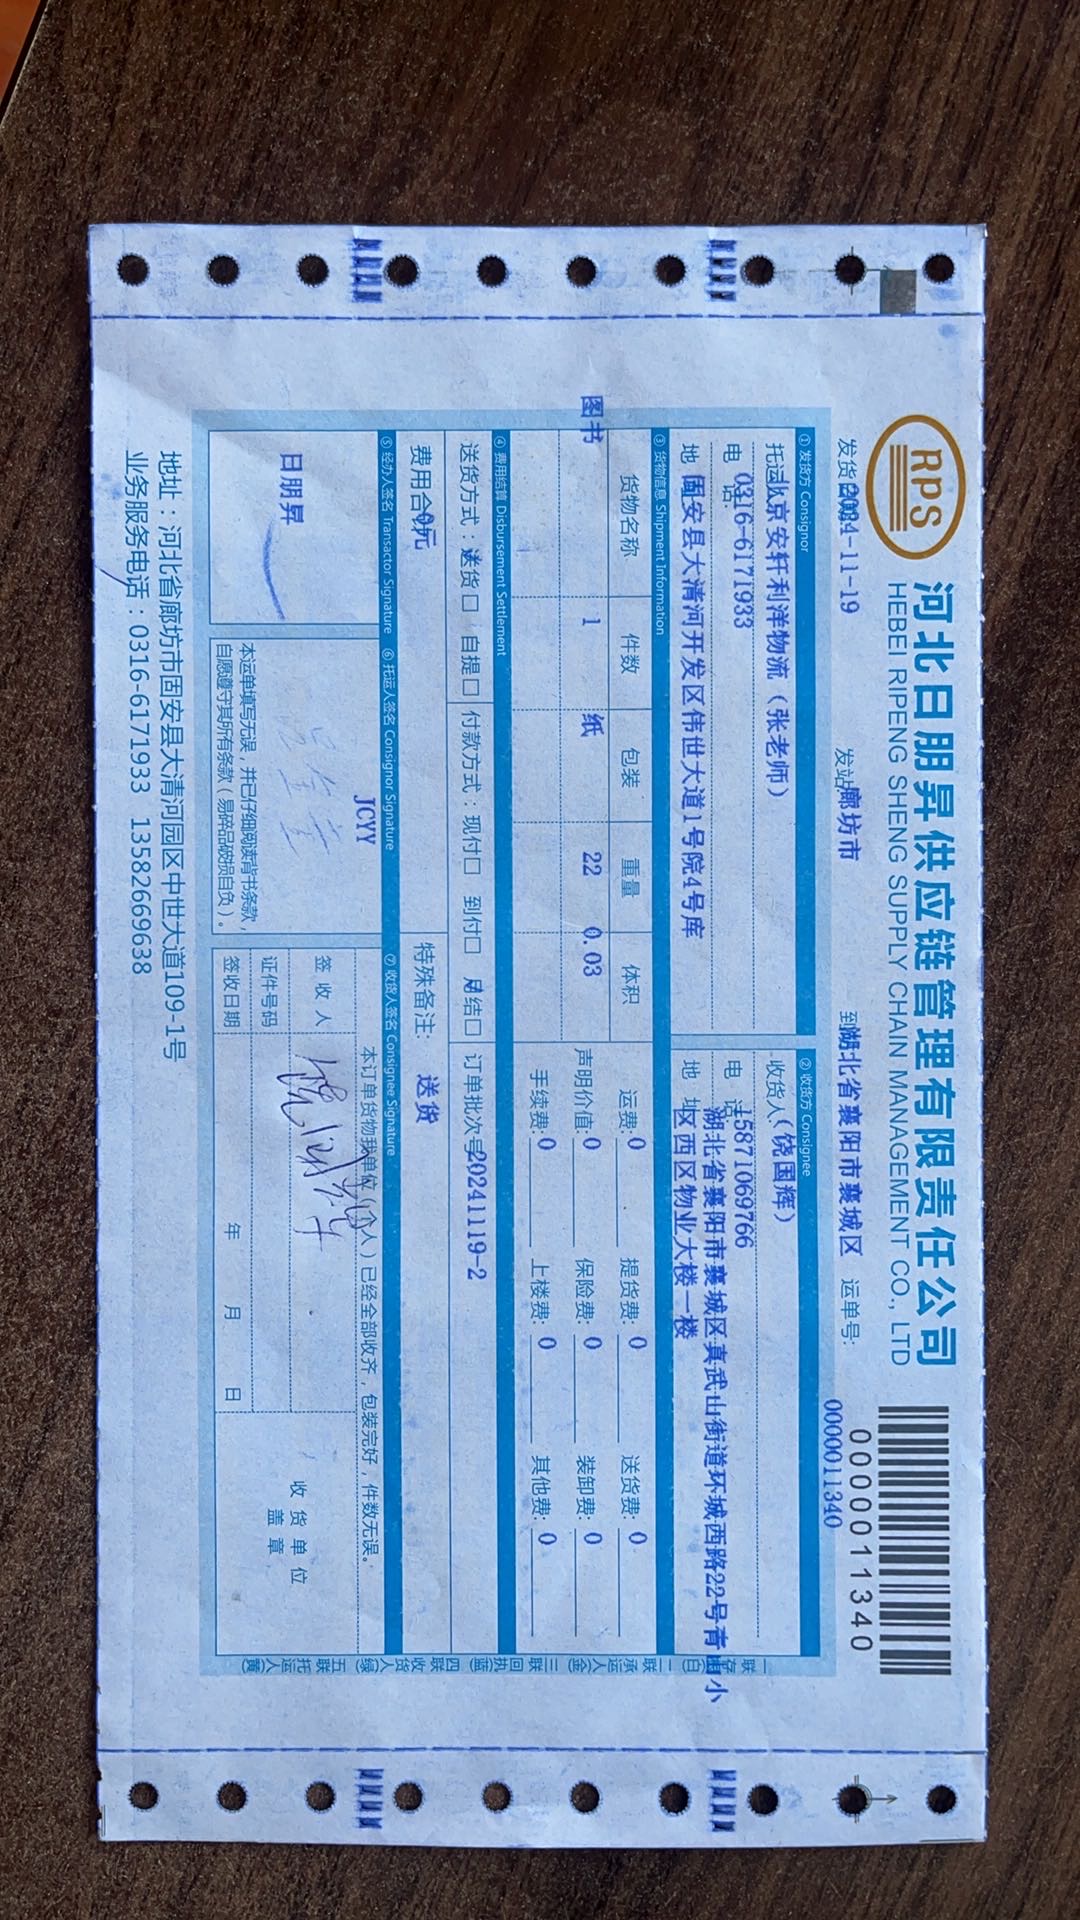 RPS
河北日朋昇供应链管理有限责任公司
HEBEI RIPENG SHENG SUPPLY CHAIN MANAGEMENT CO., LTD
0000011340
发货日期：2024-11-19 发站：廊坊市 到站：湖北省襄阳市襄城区 运单号：0000011340
① 发货方 Consignor
托运人：北京安轩利洋物流（张老师）
电 话：0316-6171933
地 址：固安县大清河开发区伟世大道1号院4号库
② 收货方 Consignee
收货人：（饶国辉）
电 话：15871069766
地 址：湖北省襄阳市襄城区真武山街道环城西路22号青山小
区西区物业大楼一楼
③ 货物信息 Shipment Information
货物名称 件数 包装 重量 体积
图书 1 纸 22 0.03
运费：0 提货费：0 送货费：0
声明价值：0 保险费：0 装卸费：0
手续费：0 上楼费：0 其他费：0
④ 费用结算 Disbursement Settlement
送货方式：送货□ 自提□ 付款方式：现付□ 到付□ 月结□ 订单批次号：20241119-2
费用合计：0元 特殊备注：送货
⑤ 经办人签名 Transactor Signature
日朋昇
⑥ 托运人签名 Consignor Signature
JCYY
本运单填写无误，并已仔细阅读背书条款，
自愿遵守其所有条款（易碎品破损自负）。
⑦ 收货人签名 Consignee Signature
本订单货物我单位（个人）已经全部收齐，包装完好，件数无误。
签 收 人
证件号码
签收日期 年 月 日
收 货 单 位
盖 章
一联存根（白） 二联承运人（金） 三联回执（蓝） 四联收货人（绿） 五联托运人（黄）
地址：河北省廊坊市固安县大清河园区中世大道109-1号
业务服务电话：0316-6171933 13582669638